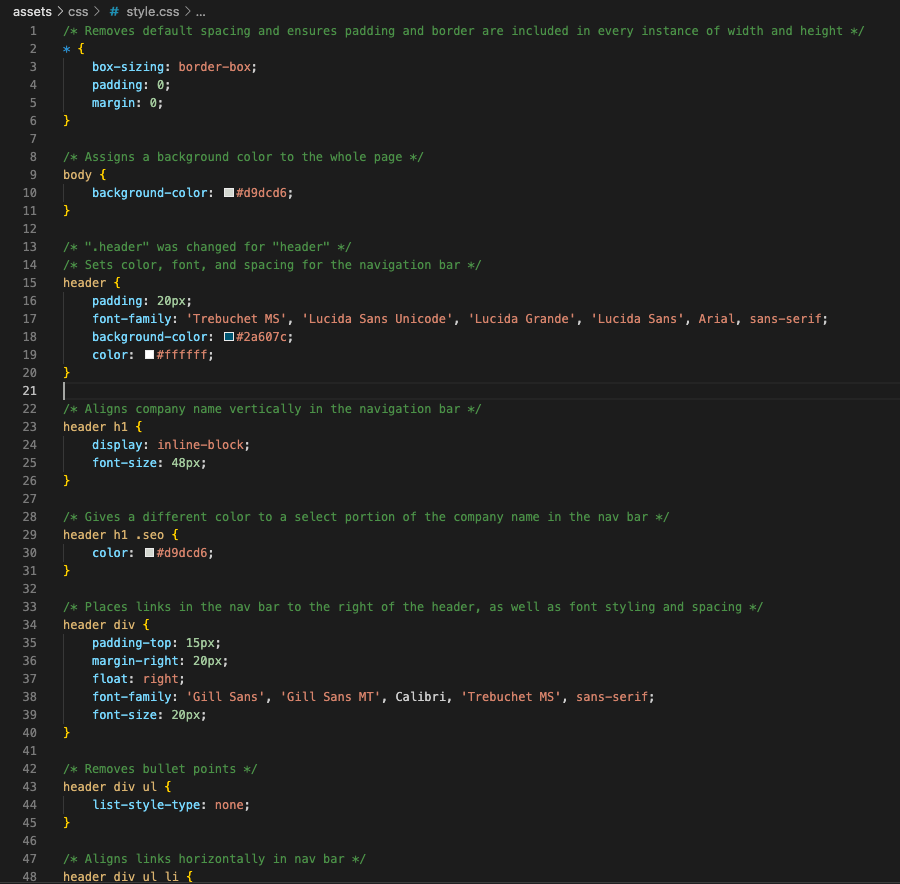 assets > css > # style.css > ...
1 /* Removes default spacing and ensures padding and border are included in every instance of width and height */
2 * {
3     box-sizing: border-box;
4     padding: 0;
5     margin: 0;
6 }
7
8 /* Assigns a background color to the whole page */
9 body {
10     background-color: #d9dcd6;
11 }
12
13 /* ".header" was changed for "header" */
14 /* Sets color, font, and spacing for the navigation bar */
15 header {
16     padding: 20px;
17     font-family: 'Trebuchet MS', 'Lucida Sans Unicode', 'Lucida Grande', 'Lucida Sans', Arial, sans-serif;
18     background-color: #2a607c;
19     color: #ffffff;
20 }
21
22 /* Aligns company name vertically in the navigation bar */
23 header h1 {
24     display: inline-block;
25     font-size: 48px;
26 }
27
28 /* Gives a different color to a select portion of the company name in the nav bar */
29 header h1 .seo {
30     color: #d9dcd6;
31 }
32
33 /* Places links in the nav bar to the right of the header, as well as font styling and spacing */
34 header div {
35     padding-top: 15px;
36     margin-right: 20px;
37     float: right;
38     font-family: 'Gill Sans', 'Gill Sans MT', Calibri, 'Trebuchet MS', sans-serif;
39     font-size: 20px;
40 }
41
42 /* Removes bullet points */
43 header div ul {
44     list-style-type: none;
45 }
46
47 /* Aligns links horizontally in nav bar */
48 header div ul li {